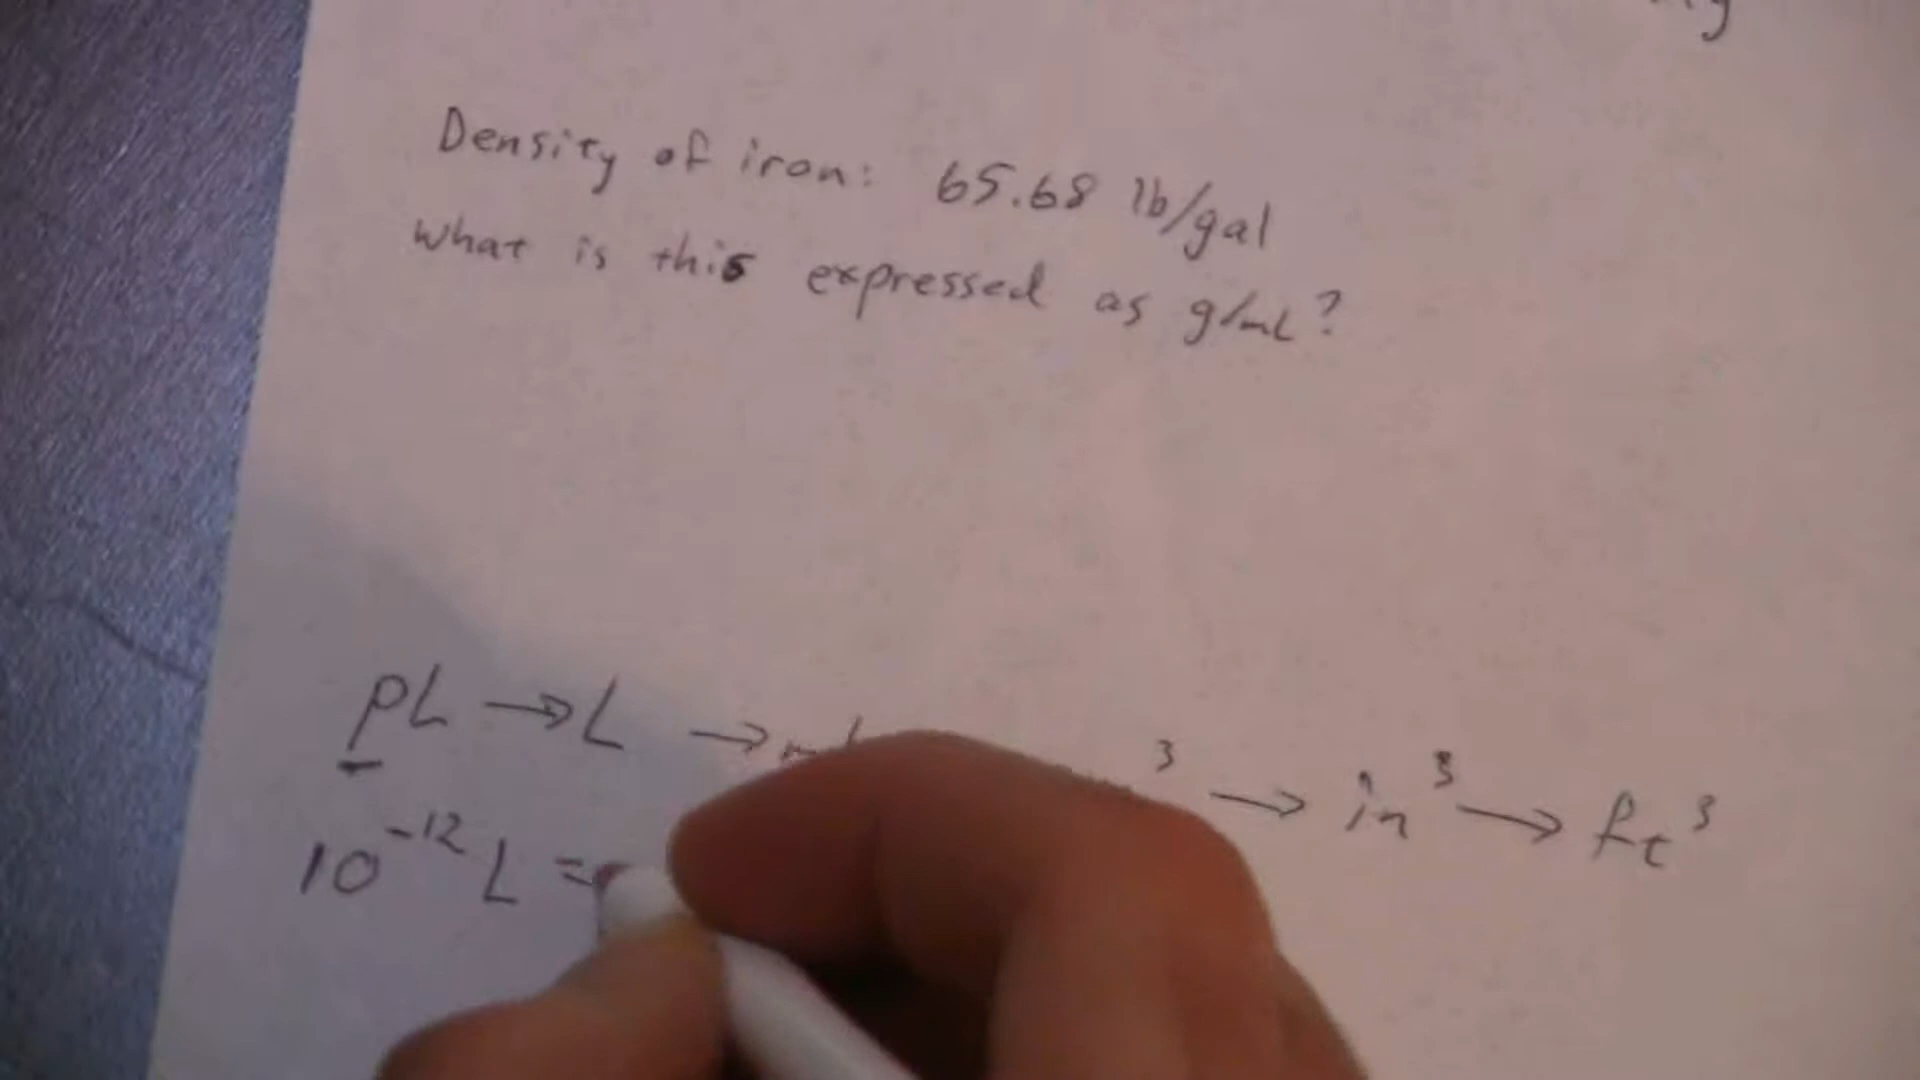 Density of iron: 65.68 lb/gal
What is this expressed as g/mL?
pL → L → 3 → in³ → ft³
10⁻¹² L =